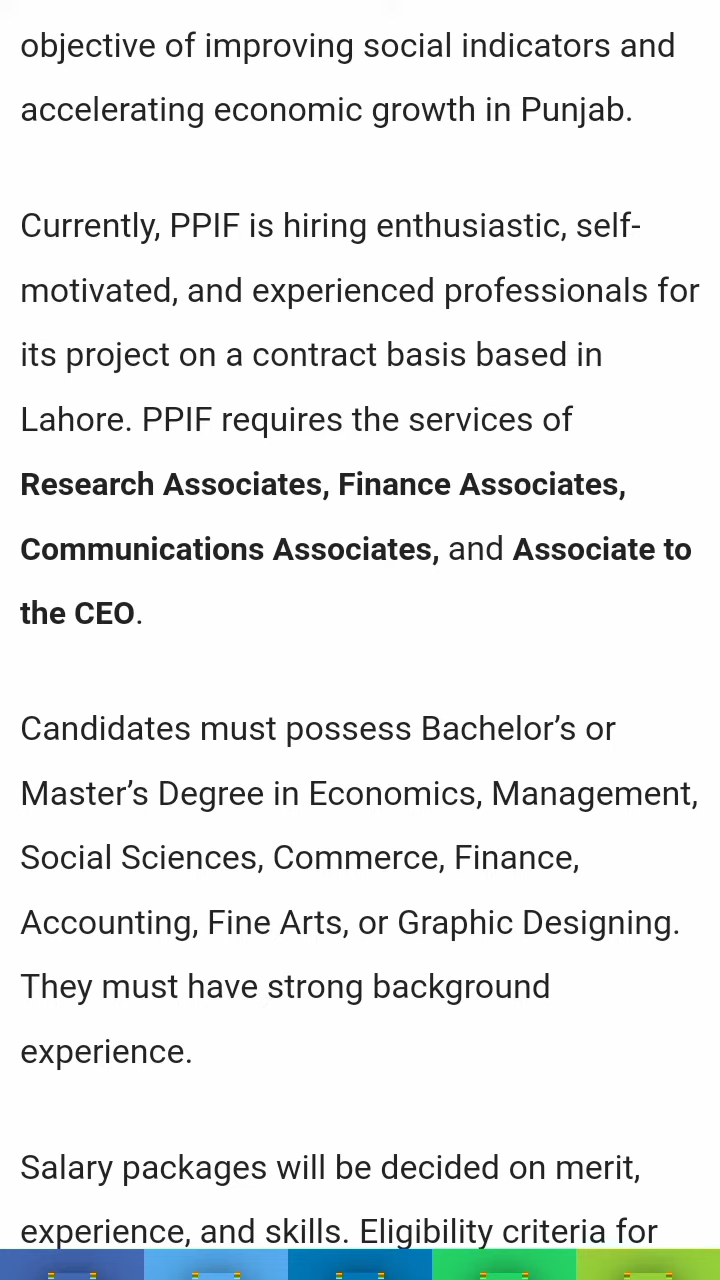 objective of improving social indicators and
accelerating economic growth in Punjab.
Currently, PPIF is hiring enthusiastic, self-
motivated, and experienced professionals for
its project on a contract basis based in
Lahore. PPIF requires the services of
Research Associates, Finance Associates,
Communications Associates, and Associate to
the CEO.
Candidates must possess Bachelor’s or
Master’s Degree in Economics, Management,
Social Sciences, Commerce, Finance,
Accounting, Fine Arts, or Graphic Designing.
They must have strong background
experience.
Salary packages will be decided on merit,
experience, and skills. Eligibility criteria for